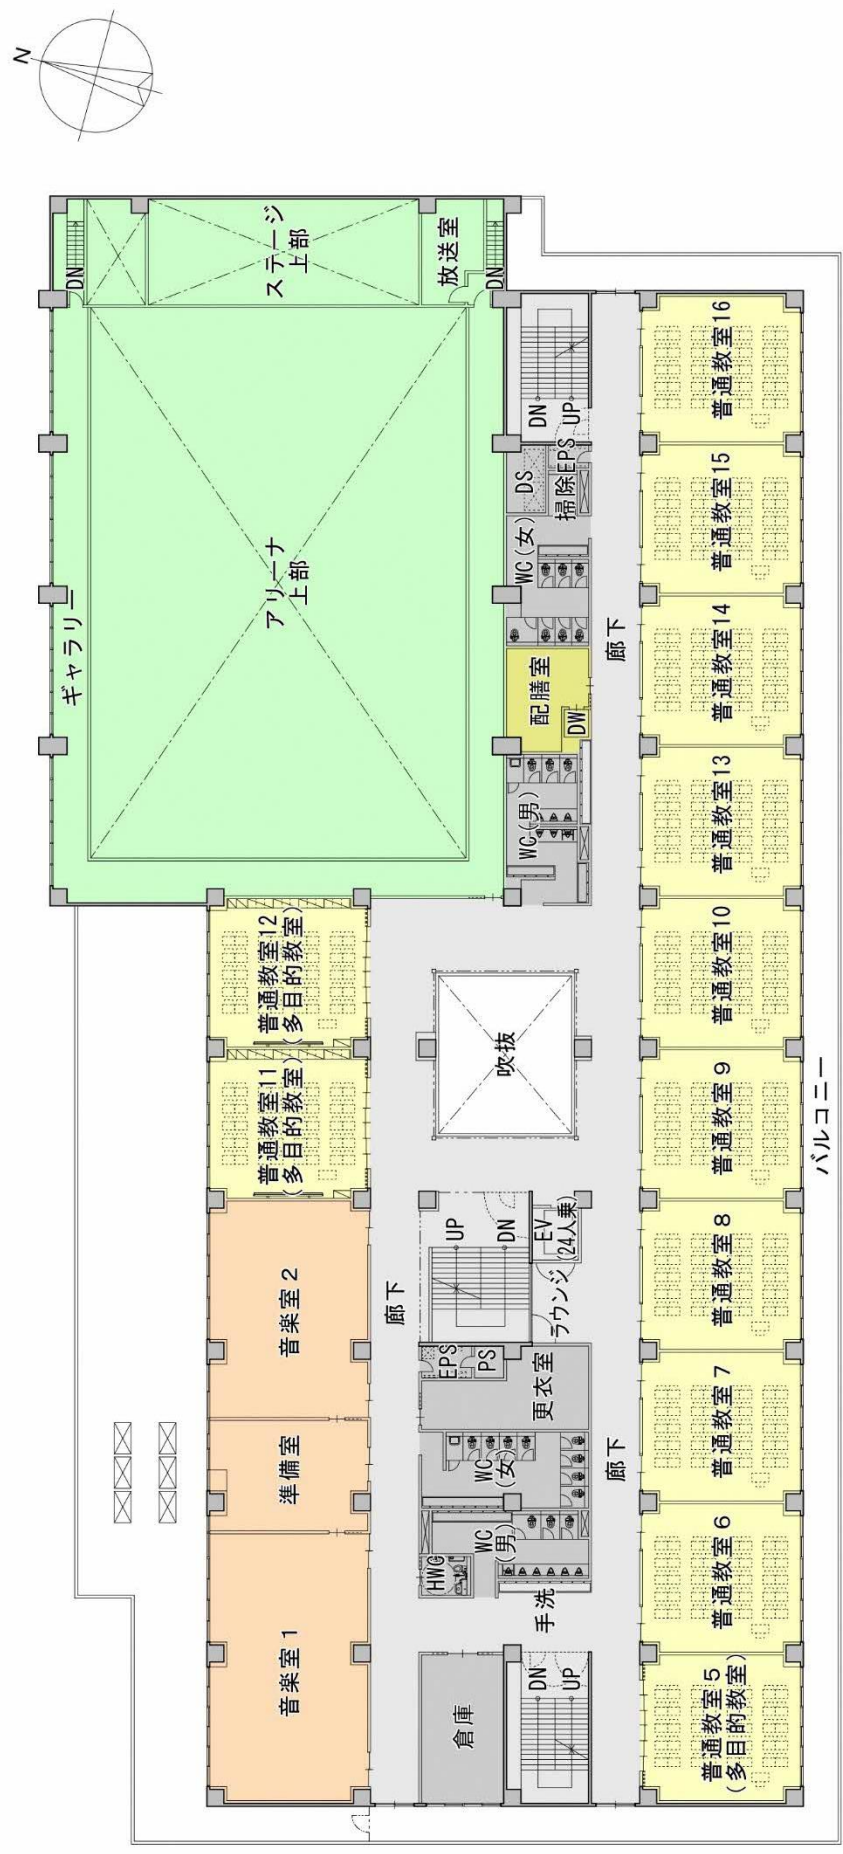 N
DN
ステージ
上部
放送室
DN
ギャラリー
アリーナ
上部
DN
UP
EPS
DS
掃除
WC(女)
配膳室
DW
WC(男)
廊下
普通教室16
普通教室15
普通教室14
普通教室13
普通教室10
普通教室9
普通教室8
普通教室7
普通教室6
普通教室5
(多目的教室)
バルコニー
普通教室12
(多目的教室)
普通教室11
(多目的教室)
吹抜
音楽室2
準備室
音楽室1
廊下
UP
DN
EV
(24人乗)
ラウンジ
EPS
PS
更衣室
WC
(女)
WC
(男)
HWC
手洗
廊下
倉庫
DN
UP